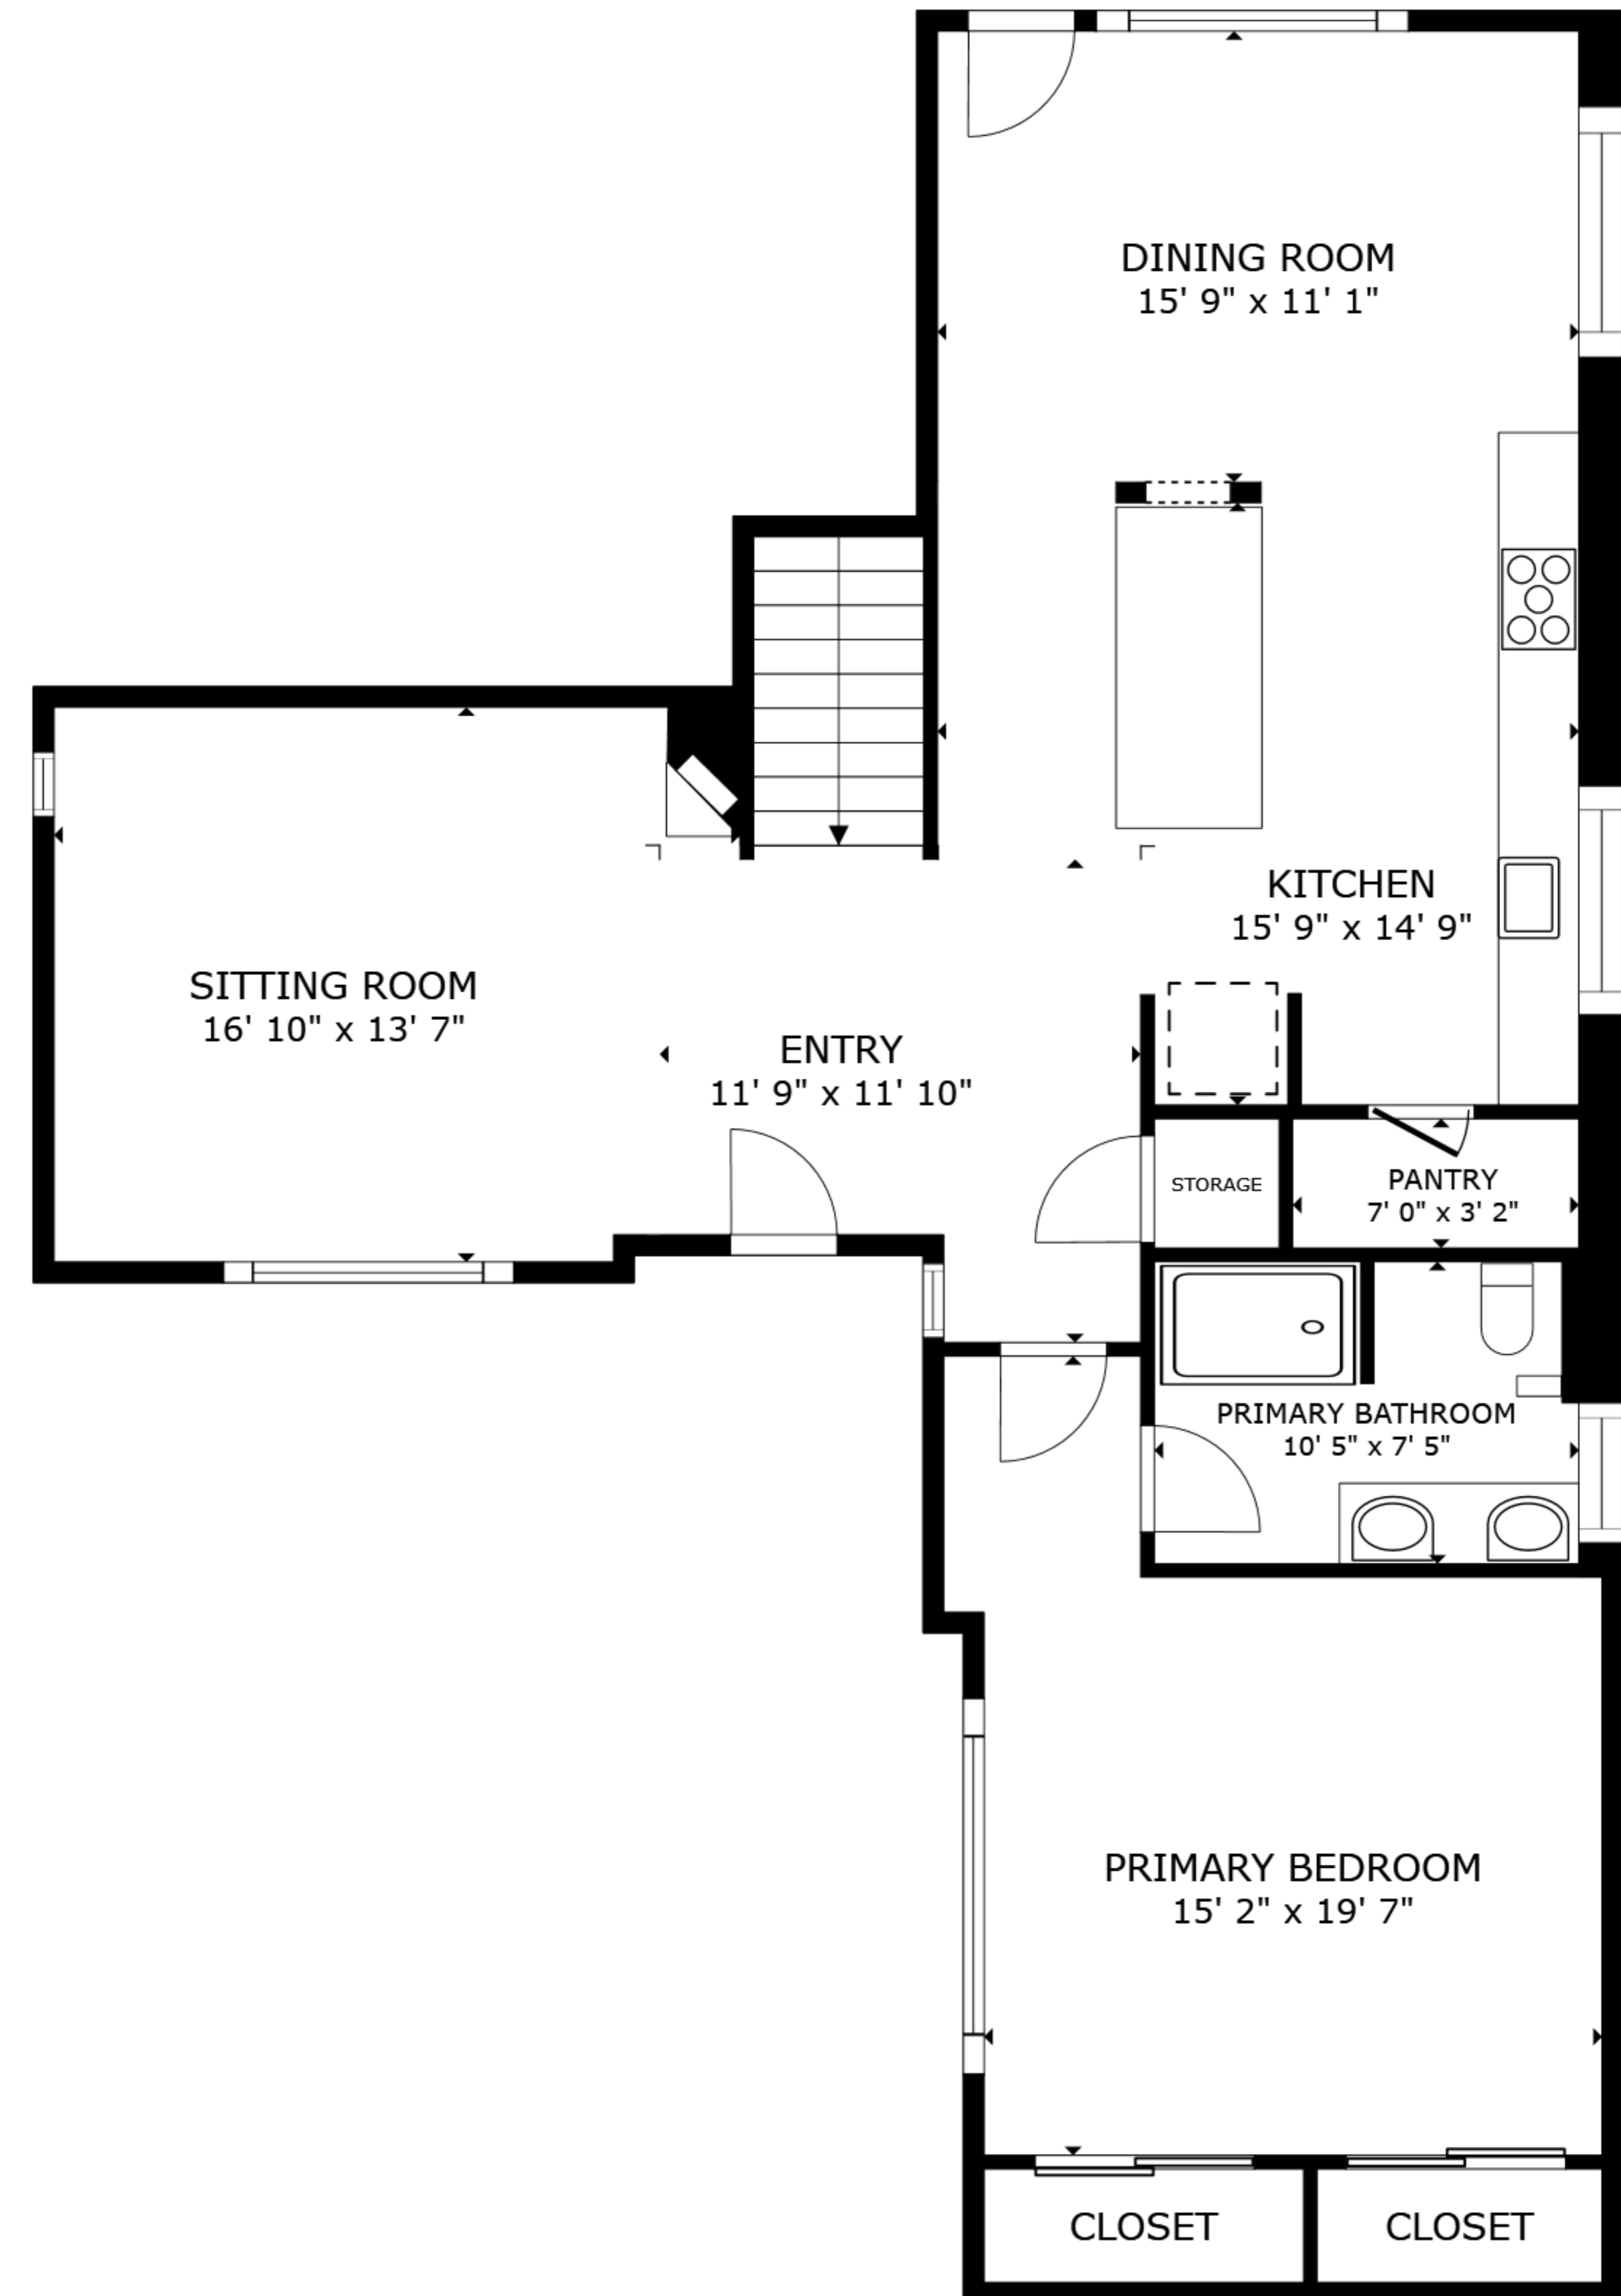 DINING ROOM
15' 9" x 11' 1"
KITCHEN
15' 9" x 14' 9"
SITTING ROOM
16' 10" x 13' 7"
ENTRY
11' 9" x 11' 10"
STORAGE
PANTRY
7' 0" x 3' 2"
PRIMARY BATHROOM
10' 5" x 7' 5"
PRIMARY BEDROOM
15' 2" x 19' 7"
CLOSET
CLOSET